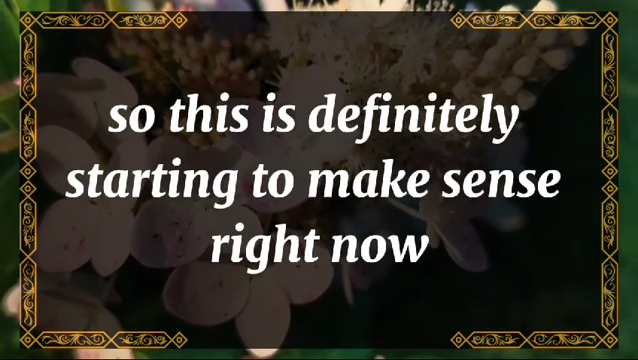 so this is definitely
starting to make sense
right now